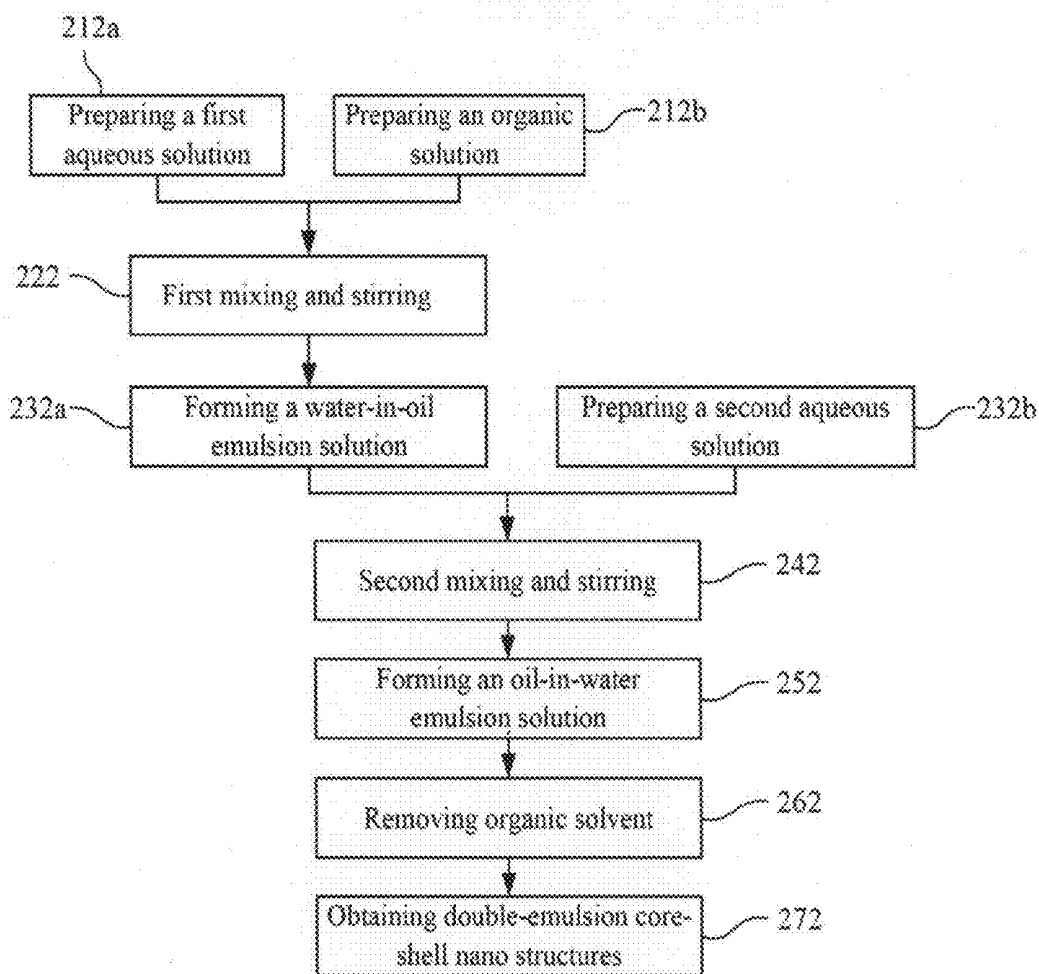 212a
Preparing a first
aqueous solution
Preparing an organic
solution
212b
222
First mixing and stirring
232a
Forming a water-in-oil
emulsion solution
Preparing a second aqueous
solution
232b
Second mixing and stirring
242
Forming an oil-in-water
emulsion solution
252
Removing organic solvent
262
Obtaining double-emulsion core-
shell nano structures
272